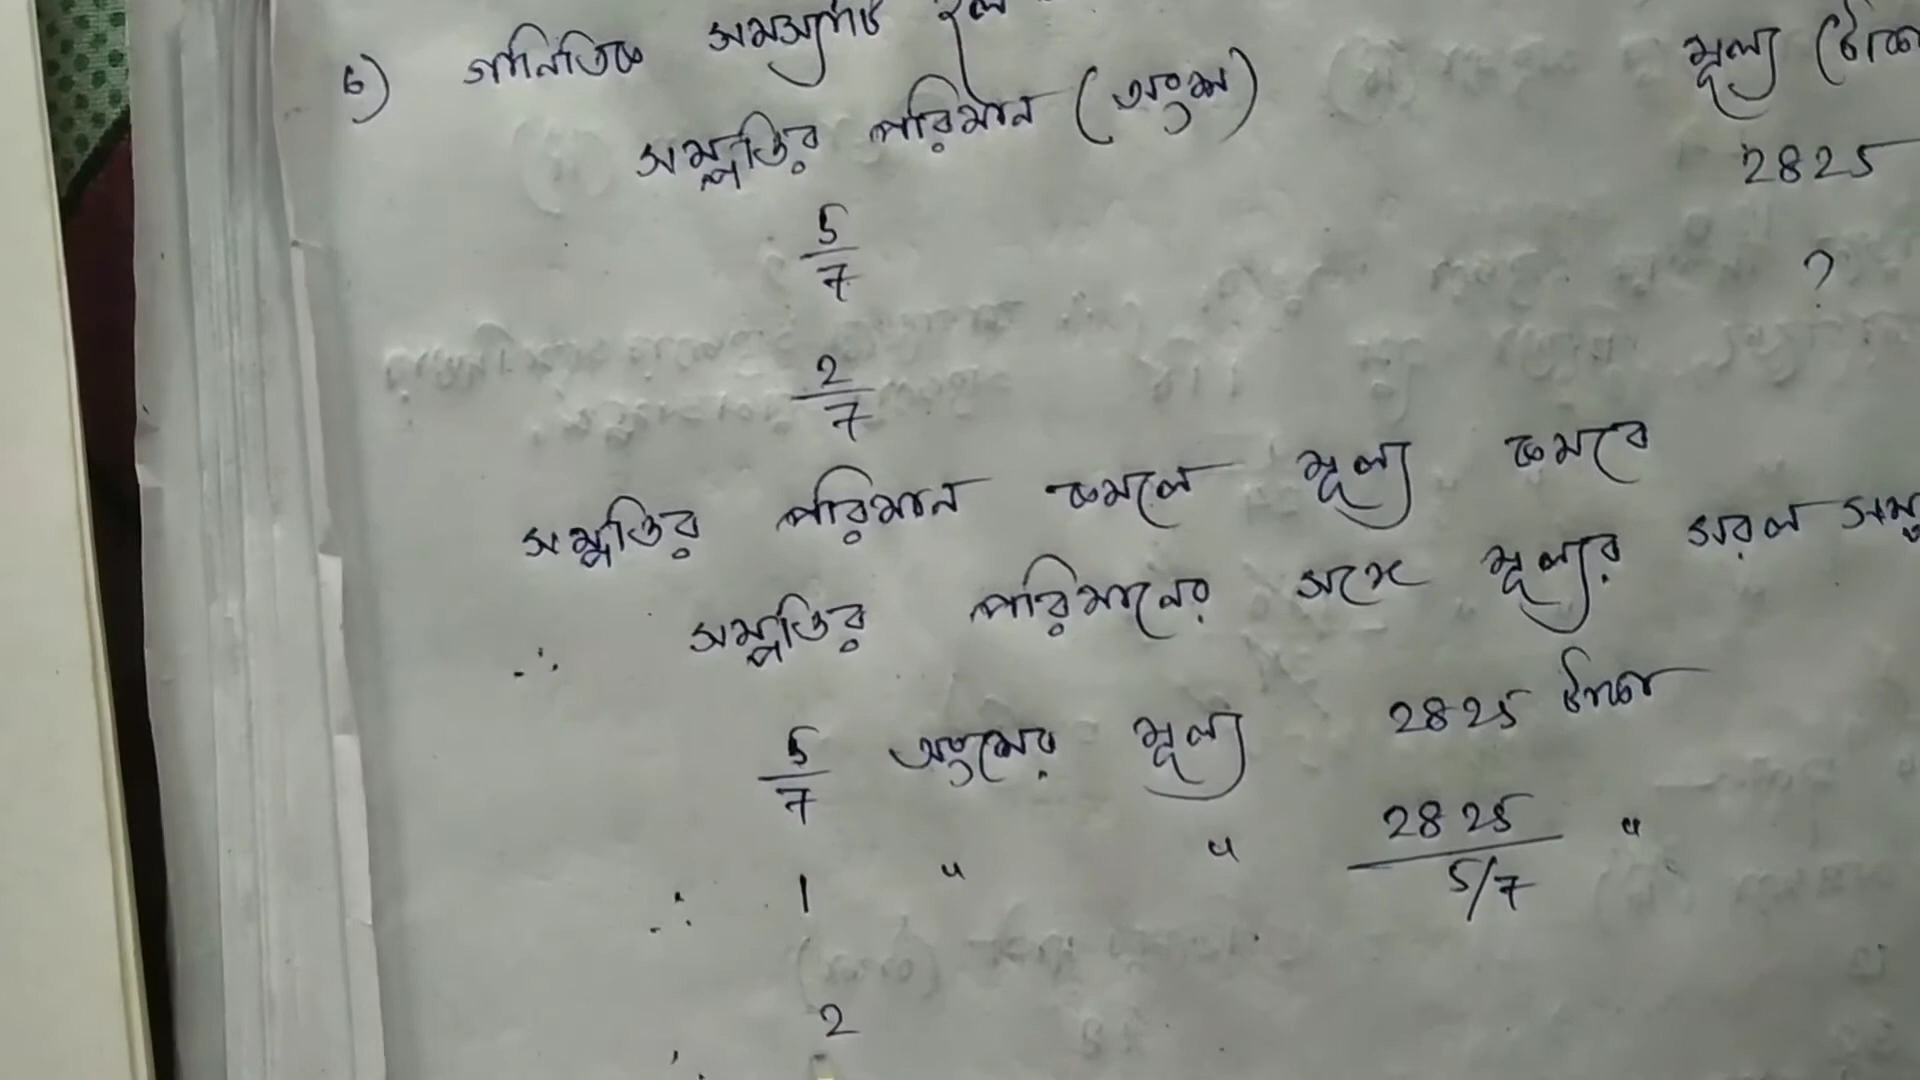 6) গানিতিক সমস্যাটি হল
সম্পত্তির পরিমান (অংশ) মূল্য (টাকা
5/7 2825
2/7 ?
সম্পত্তির পরিমান কমলে মূল্য কমবে
∴ সম্পত্তির পরিমানের সঙ্গে মূল্যের সরল
5/7 অংশের মূল্য 2825 টাকা
∴ 1 " " 2825/5/7 "
∴ 2